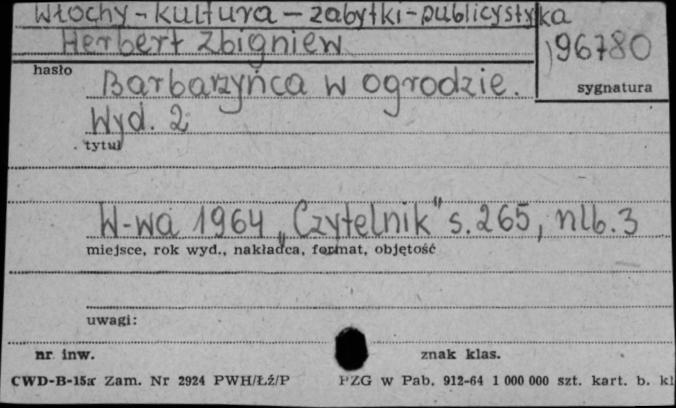 Włochy - kultura - zabytki - publicystyka
Herbert Zbigniew
96780
hasło
Barbarzyńca w ogrodzie.
sygnatura
Wyd. 2
tytuł
W-wa 1964 „Czytelnik" s. 265, nlb. 3
miejsce, rok wyd., nakładca, format, objętość
uwagi:
nr inw.
znak klas.
CWD-B-15a Zam. Nr 2924 PWH/Łź/P PZG w Pab. 912-64 1 000 000 szt. kart. b. kl